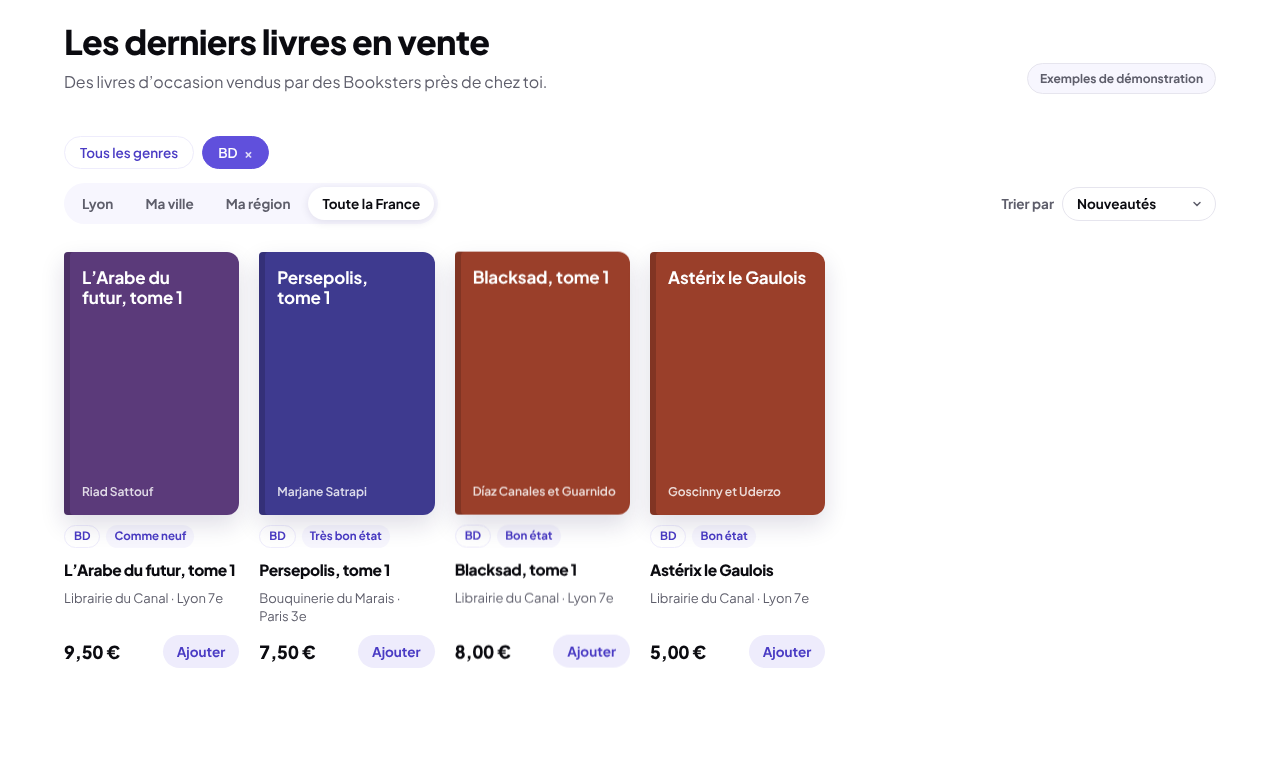 Les derniers livres en vente
Des livres d’occasion vendus par des Booksters près de chez toi.
Exemples de démonstration
Tous les genres
BD ×
Lyon
Ma ville
Ma région
Toute la France
Trier par
Nouveautés
L’Arabe du
futur, tome 1
Riad Sattouf
BD
Comme neuf
L’Arabe du futur, tome 1
Librairie du Canal · Lyon 7e
9,50 €
Ajouter
Persepolis,
tome 1
Marjane Satrapi
BD
Très bon état
Persepolis, tome 1
Bouquinerie du Marais ·
Paris 3e
7,50 €
Ajouter
Blacksad, tome 1
Díaz Canales et Guarnido
BD
Bon état
Blacksad, tome 1
Librairie du Canal · Lyon 7e
8,00 €
Ajouter
Astérix le Gaulois
Goscinny et Uderzo
BD
Bon état
Astérix le Gaulois
Librairie du Canal · Lyon 7e
5,00 €
Ajouter